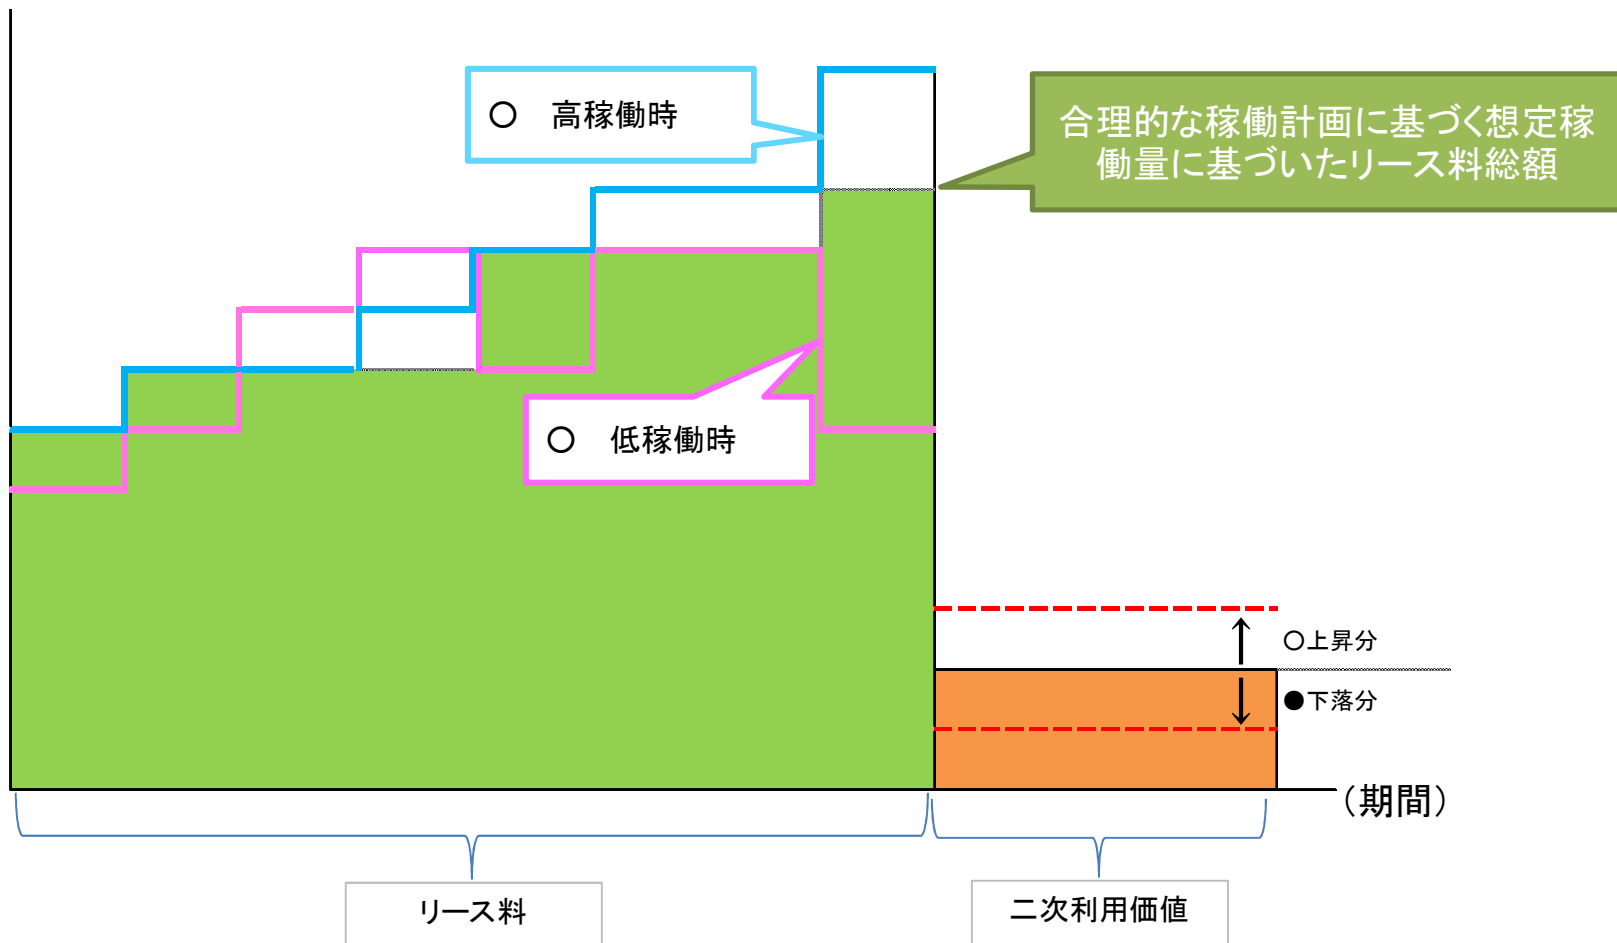 ○ 高稼働時
合理的な稼働計画に基づく想定稼
働量に基づいたリース料総額
○ 低稼働時
○上昇分
●下落分
（期間）
リース料
二次利用価値